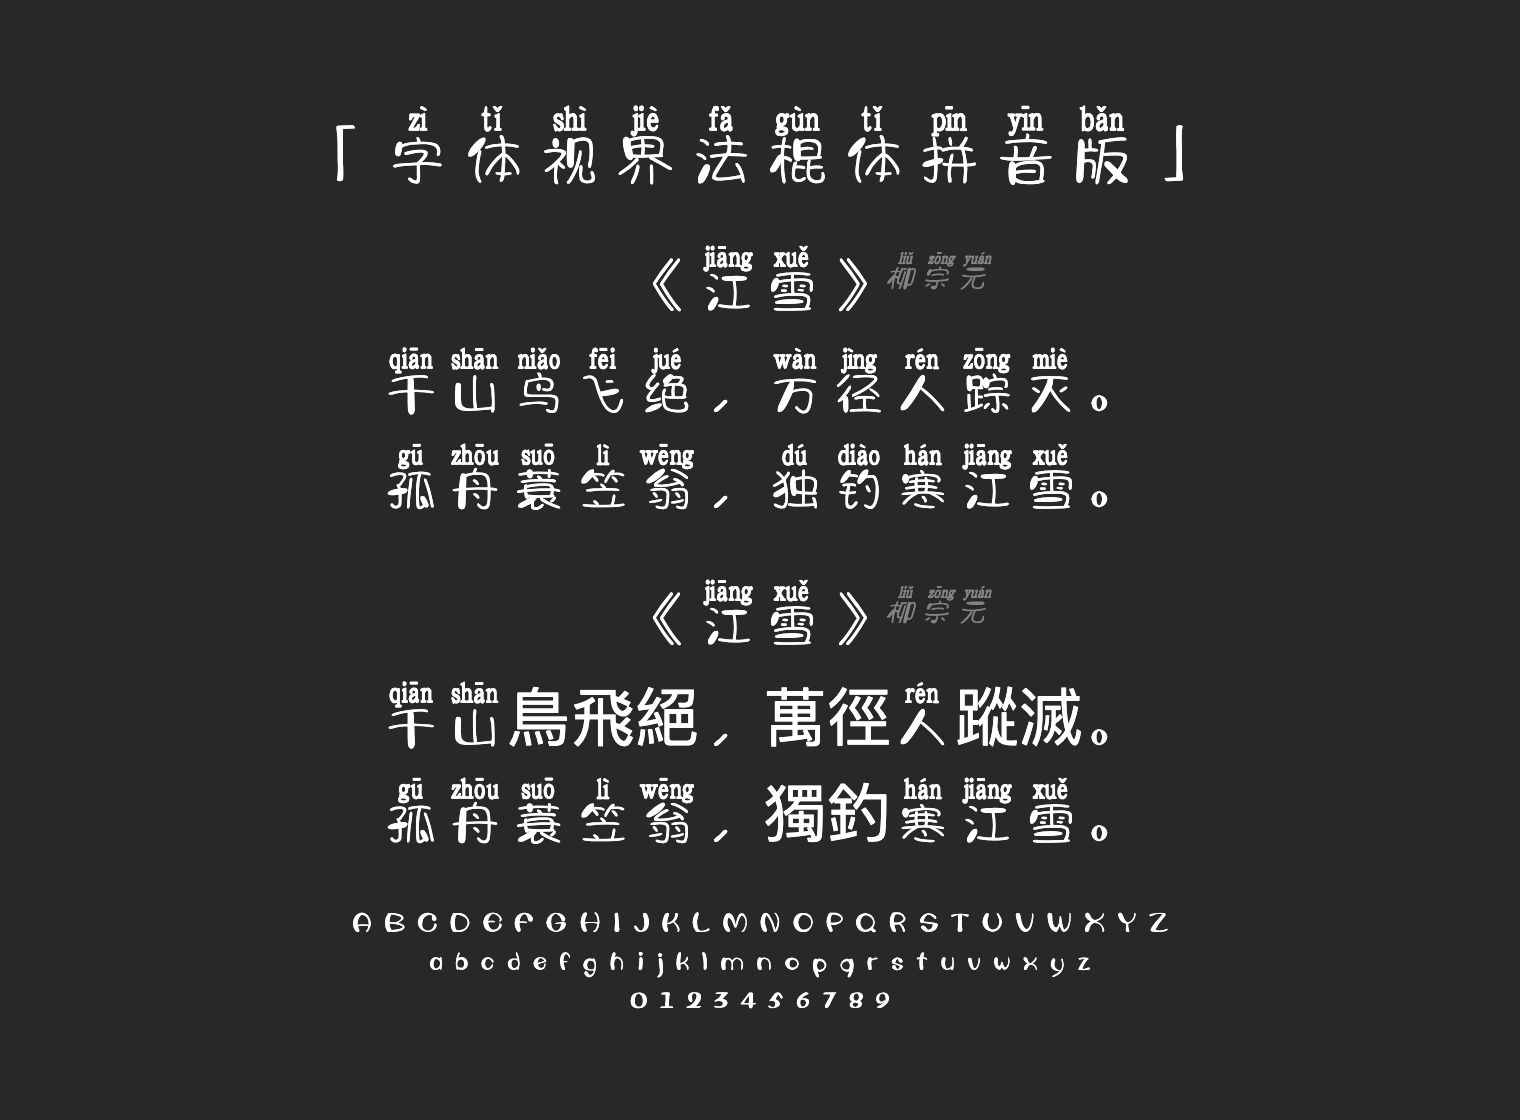 zì tǐ shì jiè fǎ gùn tǐ pīn yīn bǎn
「字体视界法棍体拼音版」
jiāng xuě liǔ zōng yuán
《江雪》柳宗元
qiān shān niǎo fēi jué wàn jìng rén zōng miè
千山鸟飞绝，万径人踪灭。
gū zhōu suō lì wēng dú diào hán jiāng xuě
孤舟蓑笠翁，独钓寒江雪。
jiāng xuě liǔ zōng yuán
《江雪》柳宗元
qiān shān rén
千山鳥飛絕，萬徑人蹤滅。
gū zhōu suō lì wēng hán jiāng xuě
孤舟蓑笠翁，獨釣寒江雪。
A B C D E F G H I J K L M N O P Q R S T U V W X Y Z
a b c d e f g h i j k l m n o p q r s t u v w x y z
0 1 2 3 4 5 6 7 8 9